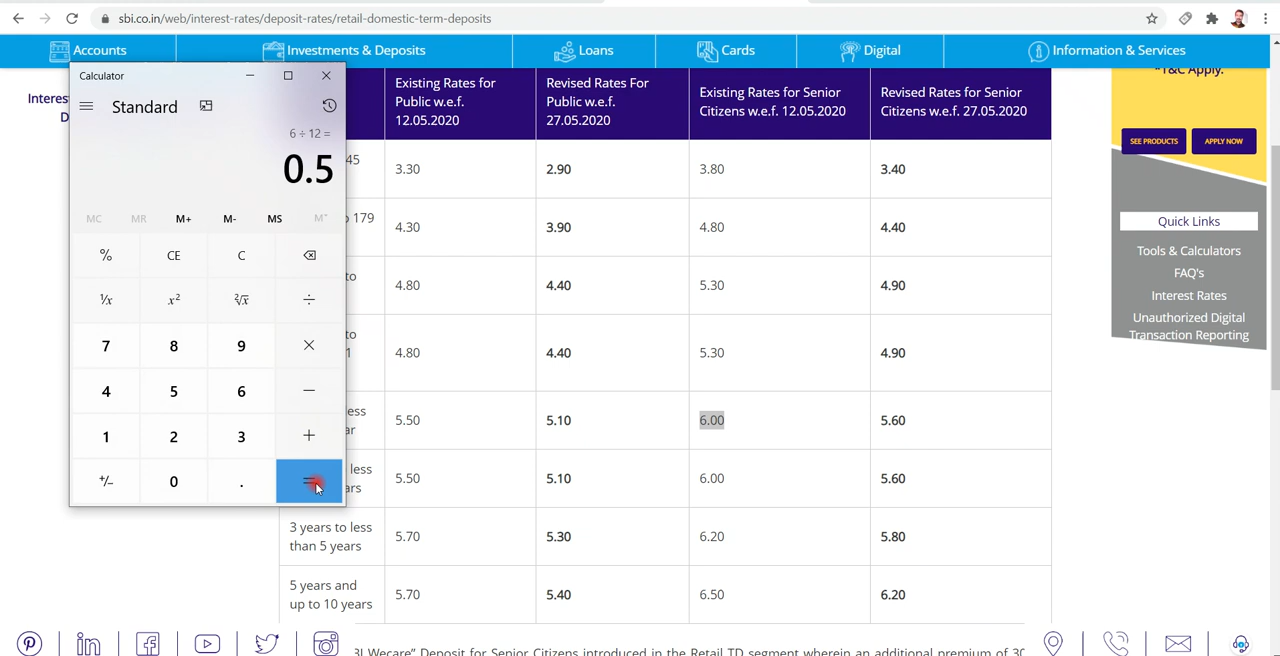 sbi.co.in/web/interest-rates/deposit-rates/retail-domestic-term-deposits
Accounts
Investments & Deposits
Loans
Cards
Digital
Information & Services
Calculator
Standard
6 ÷ 12 =
0.5
MC MR M+ M- MS
% CE C
¹/x x² ²√x ÷
7 8 9 ×
4 5 6 −
1 2 3 +
+/− 0 . =
Existing Rates for
Public w.e.f.
12.05.2020
Revised Rates For
Public w.e.f.
27.05.2020
Existing Rates for Senior
Citizens w.e.f. 12.05.2020
Revised Rates for Senior
Citizens w.e.f. 27.05.2020
45
3.30 2.90 3.80 3.40
179
4.30 3.90 4.80 4.40
to
4.80 4.40 5.30 4.90
to
1
4.80 4.40 5.30 4.90
5.50 5.10 6.00 5.60
less
5.50 5.10 6.00 5.60
3 years to less
than 5 years
5.70 5.30 6.20 5.80
5 years and
up to 10 years
5.70 5.40 6.50 6.20
*T&C Apply.
SEE PRODUCTS
APPLY NOW
Quick Links
Tools & Calculators
FAQ's
Interest Rates
Unauthorized Digital
Transaction Reporting
BI Wecare” Deposit for Senior Citizens introduced in the Retail TD segment wherein an additional premium of 30